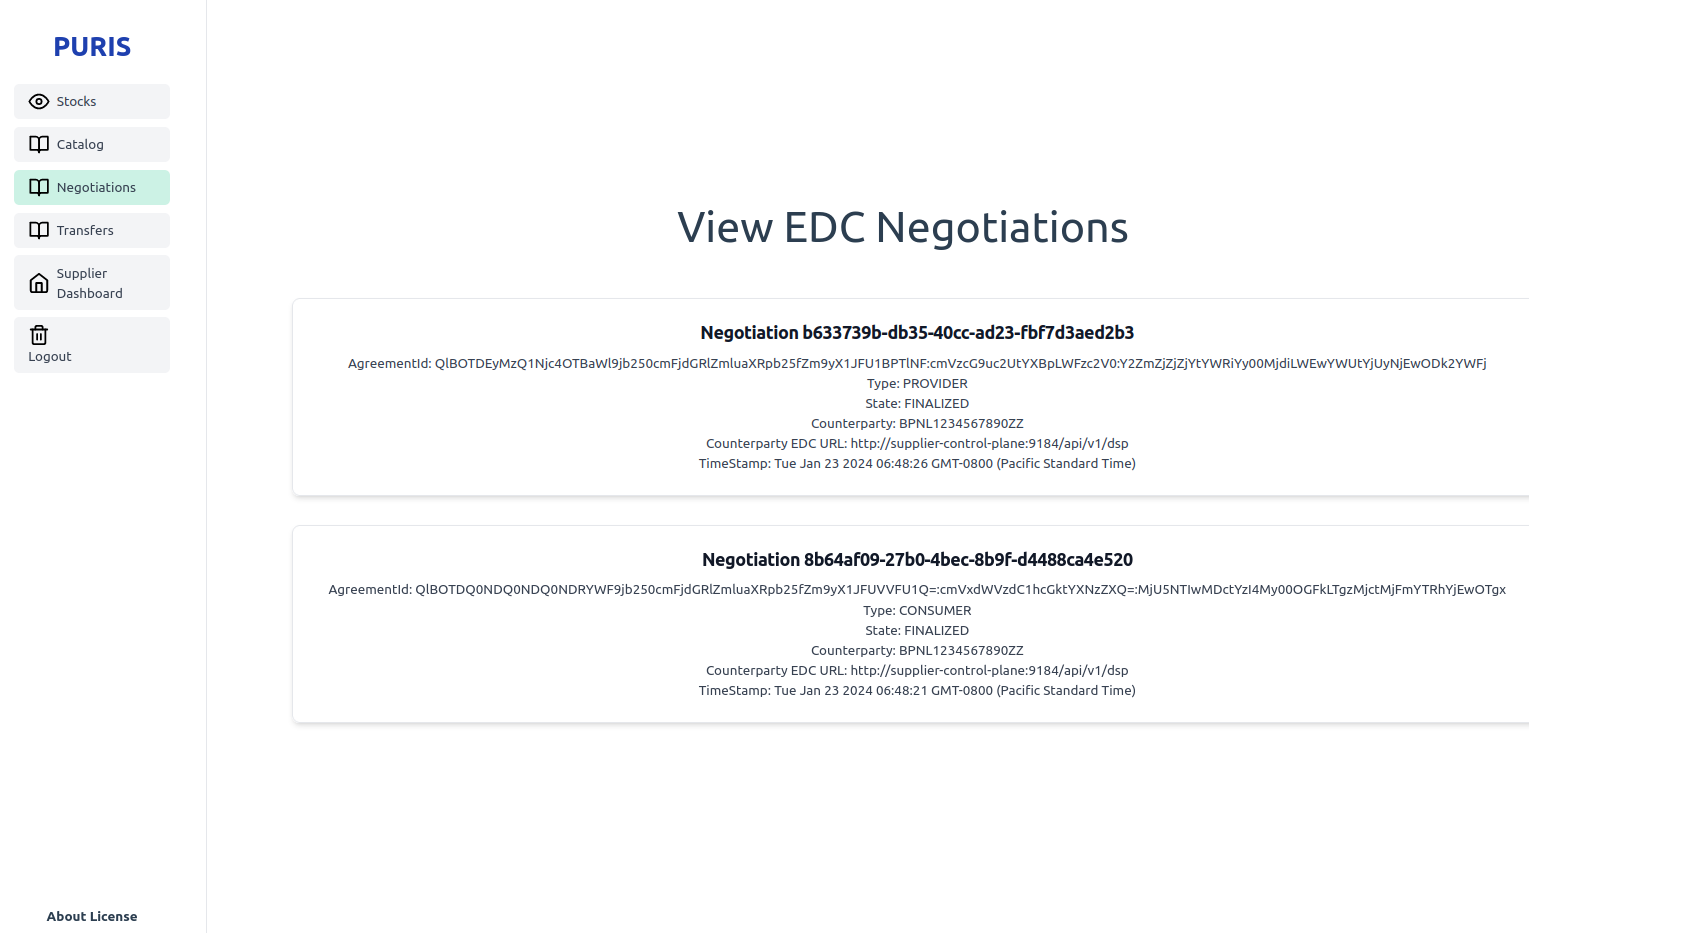 PURIS
Stocks
Catalog
Negotiations
Transfers
Supplier
Dashboard
Logout
About License
View EDC Negotiations
Negotiation b633739b-db35-40cc-ad23-fbf7d3aed2b3
AgreementId: QlBOTDEyMzQ1Njc4OTBaWl9jb250cmFjdGRlZmluaXRpb25fZm9yX1JFU1BPTlNF:cmVzcG9uc2UtYXBpLWFzc2V0:Y2ZmZjZjZjYtYWRiYy00MjdiLWEwYWUtYjUyNjEwODk2YWFj
Type: PROVIDER
State: FINALIZED
Counterparty: BPNL1234567890ZZ
Counterparty EDC URL: http://supplier-control-plane:9184/api/v1/dsp
TimeStamp: Tue Jan 23 2024 06:48:26 GMT-0800 (Pacific Standard Time)
Negotiation 8b64af09-27b0-4bec-8b9f-d4488ca4e520
AgreementId: QlBOTDQ0NDQ0NDQ0NDRYWF9jb250cmFjdGRlZmluaXRpb25fZm9yX1JFUVVFU1Q=:cmVxdWVzdC1hcGktYXNzZXQ=:MjU5NTIwMDctYzI4My00OGFkLTgzMjctMjFmYTRhYjEwOTgx
Type: CONSUMER
State: FINALIZED
Counterparty: BPNL1234567890ZZ
Counterparty EDC URL: http://supplier-control-plane:9184/api/v1/dsp
TimeStamp: Tue Jan 23 2024 06:48:21 GMT-0800 (Pacific Standard Time)